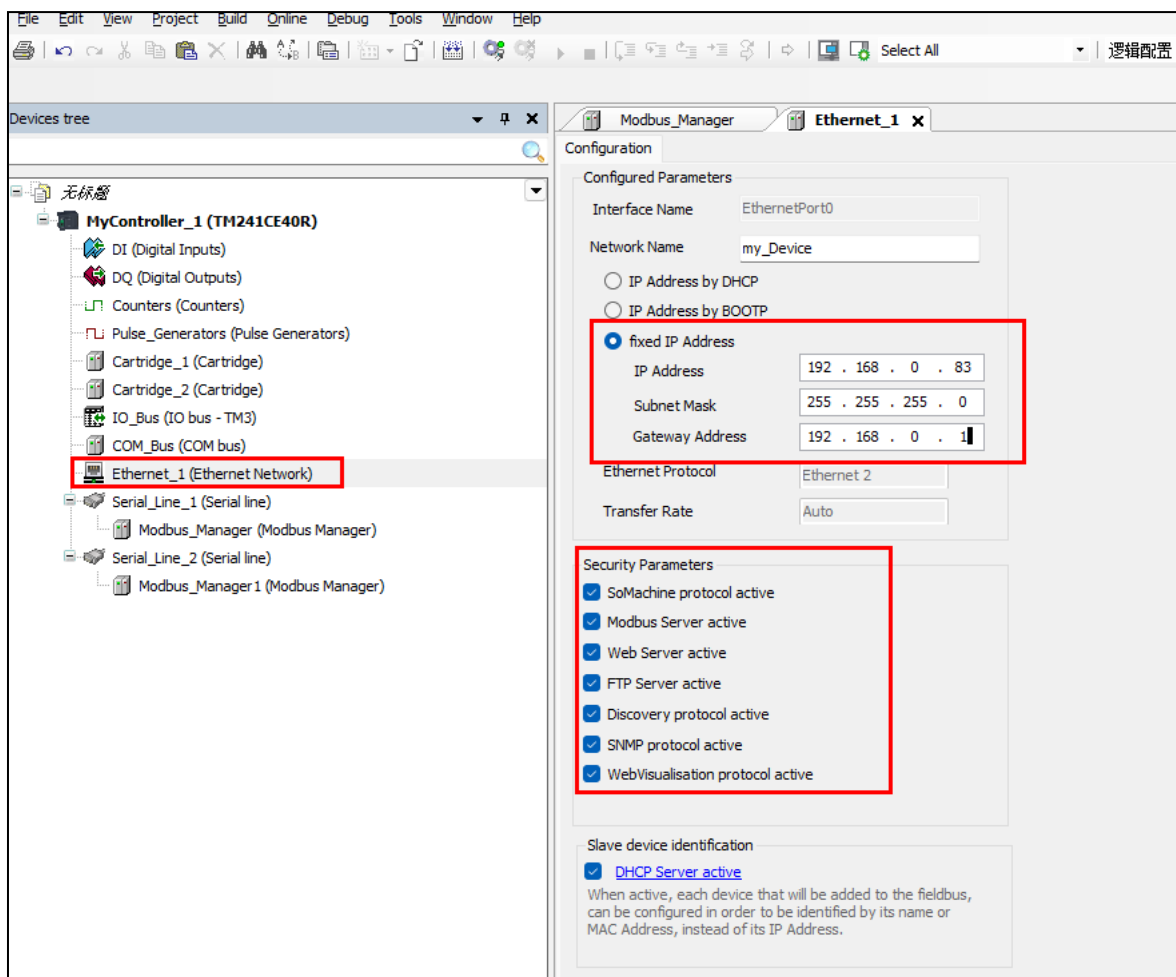 File Edit View Project Build Online Debug Tools Window Help
Select All 逻辑配置
Devices tree
无标题
MyController_1 (TM241CE40R)
DI (Digital Inputs)
DQ (Digital Outputs)
Counters (Counters)
Pulse_Generators (Pulse Generators)
Cartridge_1 (Cartridge)
Cartridge_2 (Cartridge)
IO_Bus (IO bus - TM3)
COM_Bus (COM bus)
Ethernet_1 (Ethernet Network)
Serial_Line_1 (Serial line)
Modbus_Manager (Modbus Manager)
Serial_Line_2 (Serial line)
Modbus_Manager1 (Modbus Manager)
Modbus_Manager Ethernet_1
Configuration
Configured Parameters
Interface Name EthernetPort0
Network Name my_Device
IP Address by DHCP
IP Address by BOOTP
fixed IP Address
IP Address 192 . 168 . 0 . 83
Subnet Mask 255 . 255 . 255 . 0
Gateway Address 192 . 168 . 0 . 1
Ethernet Protocol Ethernet 2
Transfer Rate Auto
Security Parameters
SoMachine protocol active
Modbus Server active
Web Server active
FTP Server active
Discovery protocol active
SNMP protocol active
WebVisualisation protocol active
Slave device identification
DHCP Server active
When active, each device that will be added to the fieldbus,
can be configured in order to be identified by its name or
MAC Address, instead of its IP Address.